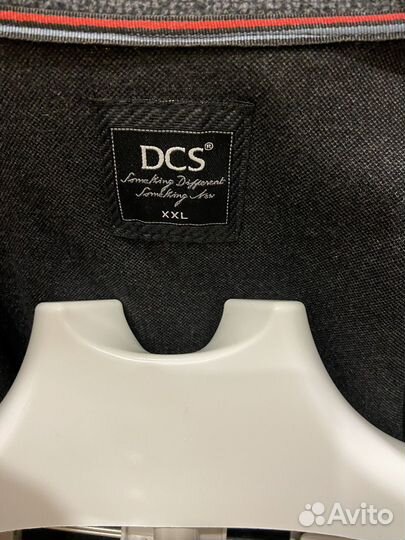 DCS®
Something Different
Something New
XXL
Avito